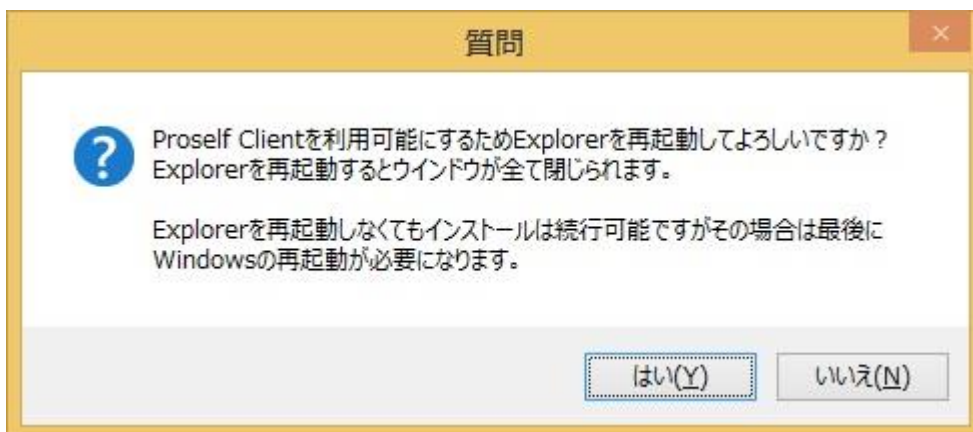 質問
Proself Clientを利用可能にするためExplorerを再起動してよろしいですか？
Explorerを再起動するとウインドウが全て閉じられます。
Explorerを再起動しなくてもインストールは続行可能ですがその場合は最後に
Windowsの再起動が必要になります。
はい(Y)
いいえ(N)